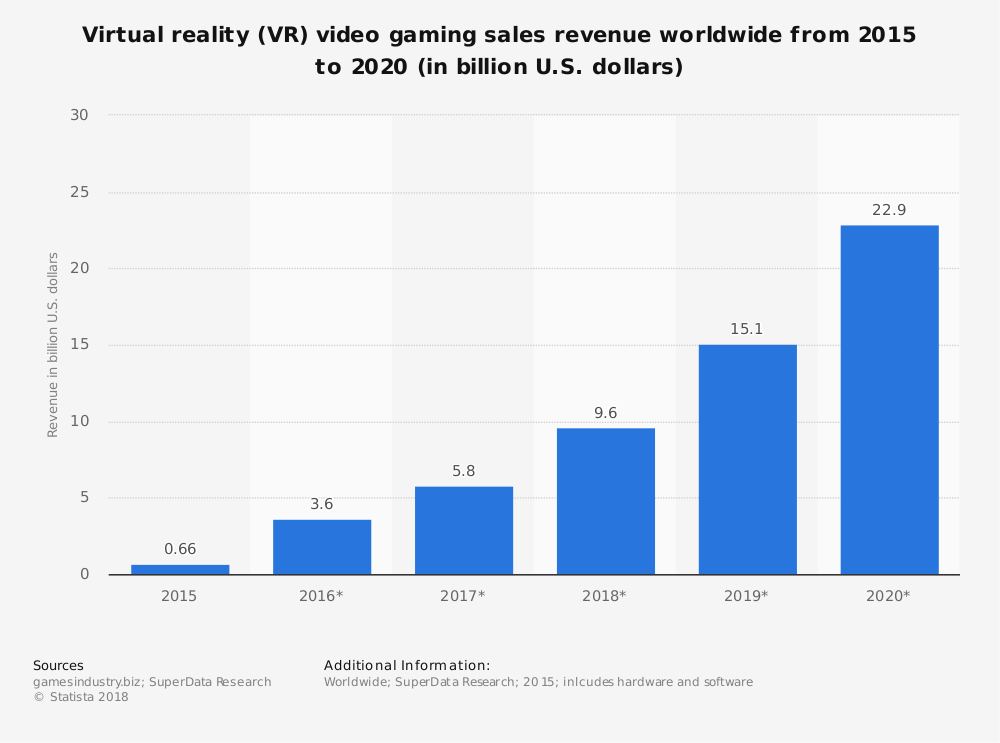 Virtual reality (VR) video gaming sales revenue worldwide from 2015
to 2020 (in billion U.S. dollars)
30
25
20
15
10
5
0
Revenue in billion U.S. dollars
0.66
3.6
5.8
9.6
15.1
22.9
2015
2016*
2017*
2018*
2019*
2020*
Sources
gamesindustry.biz; SuperData Research
© Statista 2018
Additional Information:
Worldwide; SuperData Research; 2015; inlcudes hardware and software